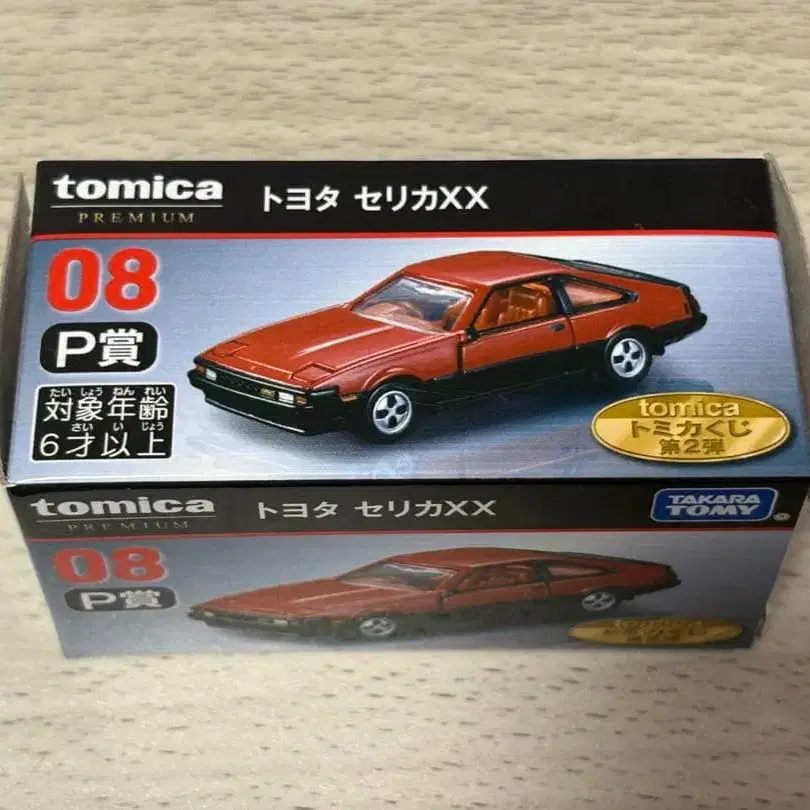 tomica
PREMIUM
トヨタ セリカXX
08
P賞
たいしょうねんれい
対象年齢
さいいじょう
6才以上
tomica
トミカくじ
第2弾
tomica
PREMIUM
トヨタ セリカXX
TAKARA
TOMY®
08
P賞